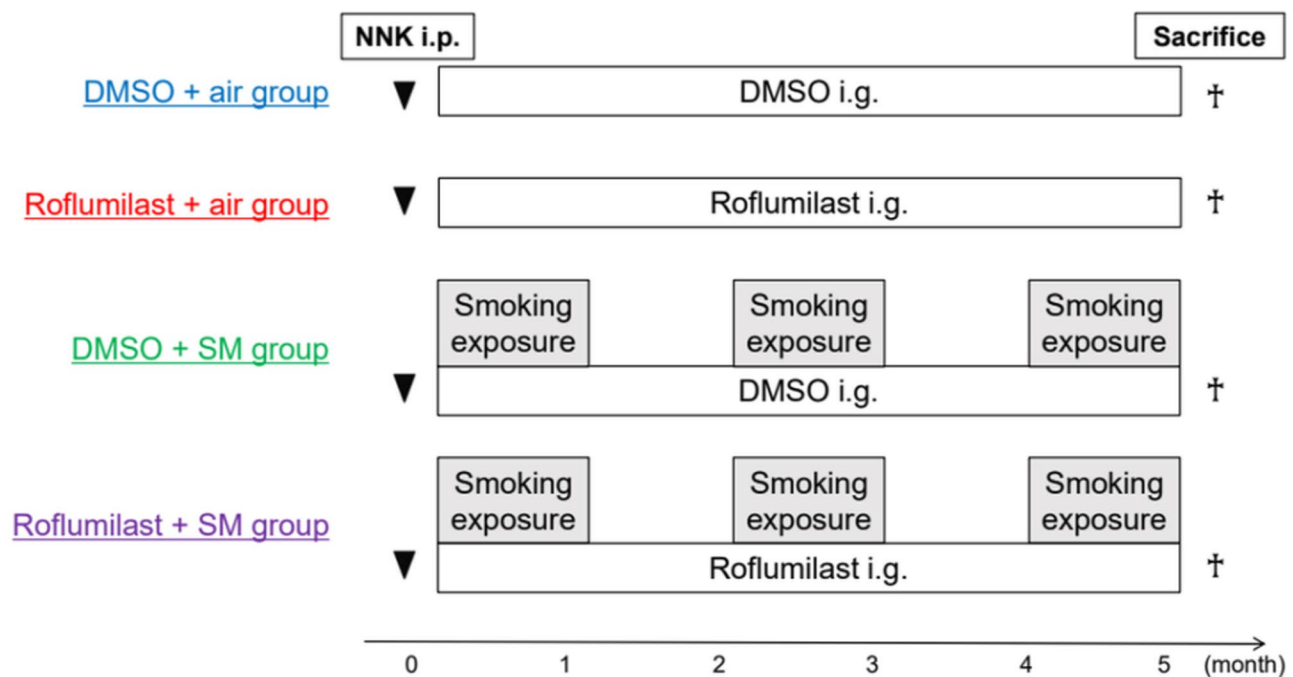 NNK i.p.
Sacrifice
DMSO + air group
DMSO i.g.
†
Roflumilast + air group
Roflumilast i.g.
†
Smoking
exposure
Smoking
exposure
Smoking
exposure
DMSO + SM group
DMSO i.g.
†
Smoking
exposure
Smoking
exposure
Smoking
exposure
Roflumilast + SM group
Roflumilast i.g.
†
0 1 2 3 4 5 (month)